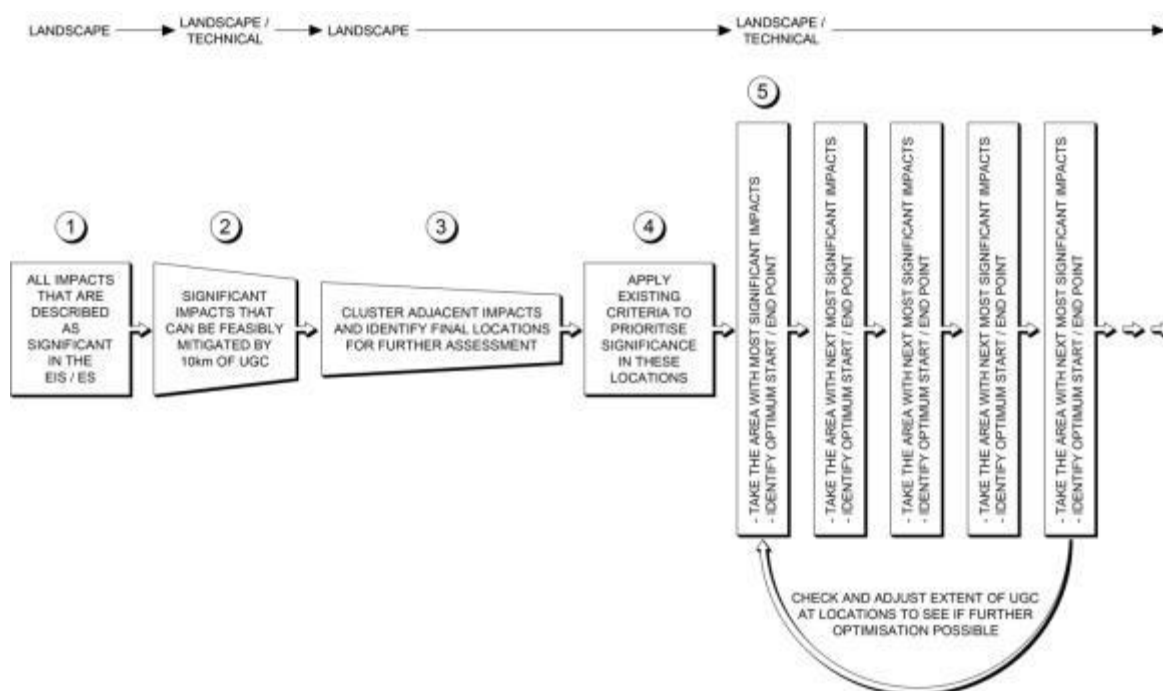 LANDSCAPE
LANDSCAPE /
TECHNICAL
LANDSCAPE
LANDSCAPE /
TECHNICAL
1
ALL IMPACTS
THAT ARE
DESCRIBED
AS
SIGNIFICANT
IN THE
EIS / ES
2
SIGNIFICANT
IMPACTS THAT
CAN BE FEASIBLY
MITIGATED BY
10km OF UGC
3
CLUSTER ADJACENT IMPACTS
AND IDENTIFY FINAL LOCATIONS
FOR FURTHER ASSESSMENT
4
APPLY
EXISTING
CRITERIA TO
PRIORITISE
SIGNIFICANCE
IN THESE
LOCATIONS
5
- TAKE THE AREA WITH MOST SIGNIFICANT IMPACTS
- IDENTIFY OPTIMUM START / END POINT
- TAKE THE AREA WITH NEXT MOST SIGNIFICANT IMPACTS
- IDENTIFY OPTIMUM START / END POINT
- TAKE THE AREA WITH NEXT MOST SIGNIFICANT IMPACTS
- IDENTIFY OPTIMUM START / END POINT
- TAKE THE AREA WITH NEXT MOST SIGNIFICANT IMPACTS
- IDENTIFY OPTIMUM START / END POINT
- TAKE THE AREA WITH NEXT MOST SIGNIFICANT IMPACTS
- IDENTIFY OPTIMUM START / END POINT
CHECK AND ADJUST EXTENT OF UGC
AT LOCATIONS TO SEE IF FURTHER
OPTIMISATION POSSIBLE